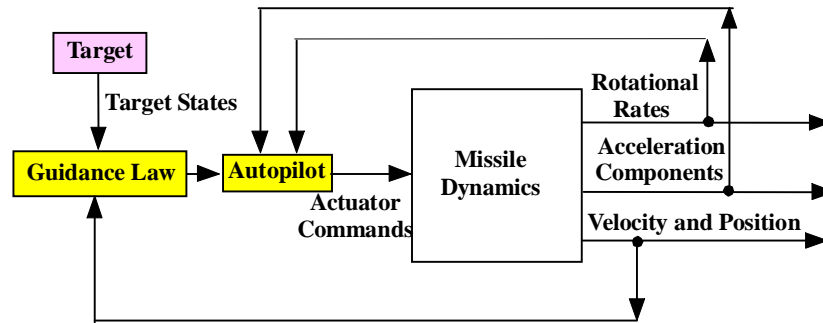 Target
Target States
Guidance Law
Autopilot
Actuator
Commands
Missile
Dynamics
Rotational
Rates
Acceleration
Components
Velocity and Position